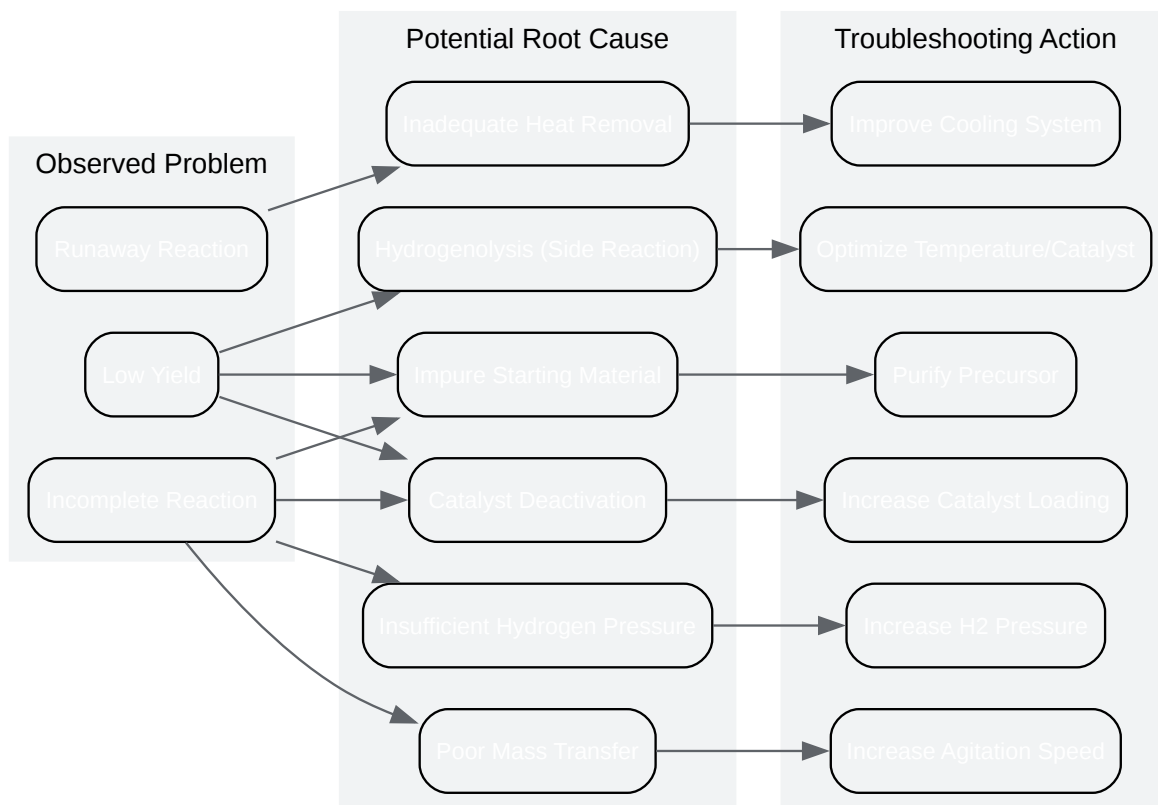 Potential Root Cause
Troubleshooting Action
Observed Problem
Inadequate Heat Removal
Improve Cooling System
Runaway Reaction
Hydrogenolysis (Side Reaction)
Optimize Temperature/Catalyst
Low Yield
Impure Starting Material
Purify Precursor
Incomplete Reaction
Catalyst Deactivation
Increase Catalyst Loading
Insufficient Hydrogen Pressure
Increase H2 Pressure
Poor Mass Transfer
Increase Agitation Speed